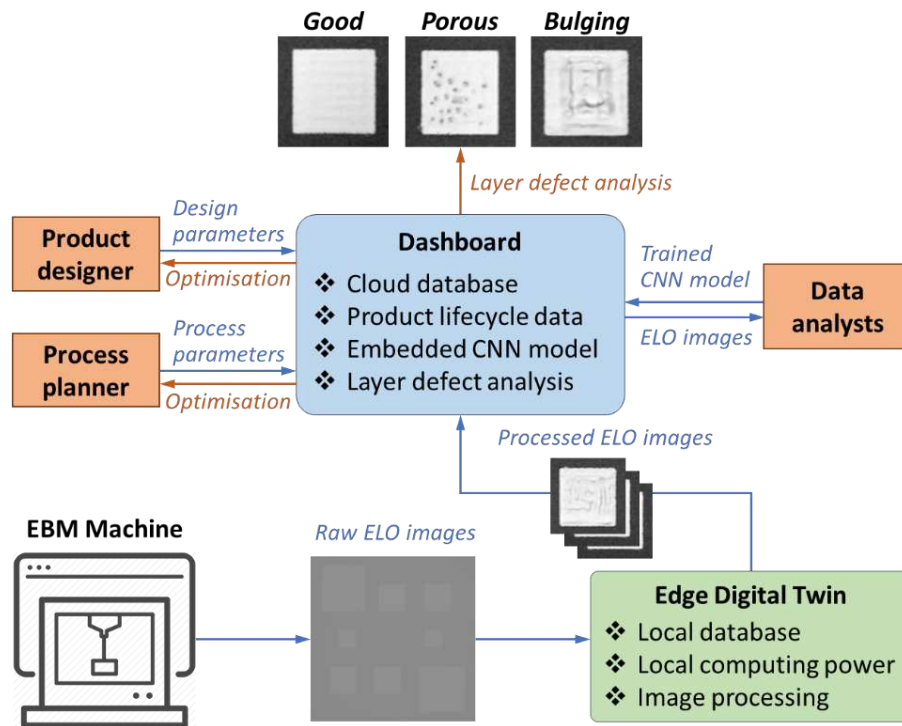 Good
Porous
Bulging
Layer defect analysis
Product
designer
Design
parameters
Optimisation
Process
planner
Process
parameters
Optimisation
Dashboard
❖ Cloud database
❖ Product lifecycle data
❖ Embedded CNN model
❖ Layer defect analysis
Trained
CNN model
ELO images
Data
analysts
Processed ELO images
EBM Machine
Raw ELO images
Edge Digital Twin
❖ Local database
❖ Local computing power
❖ Image processing